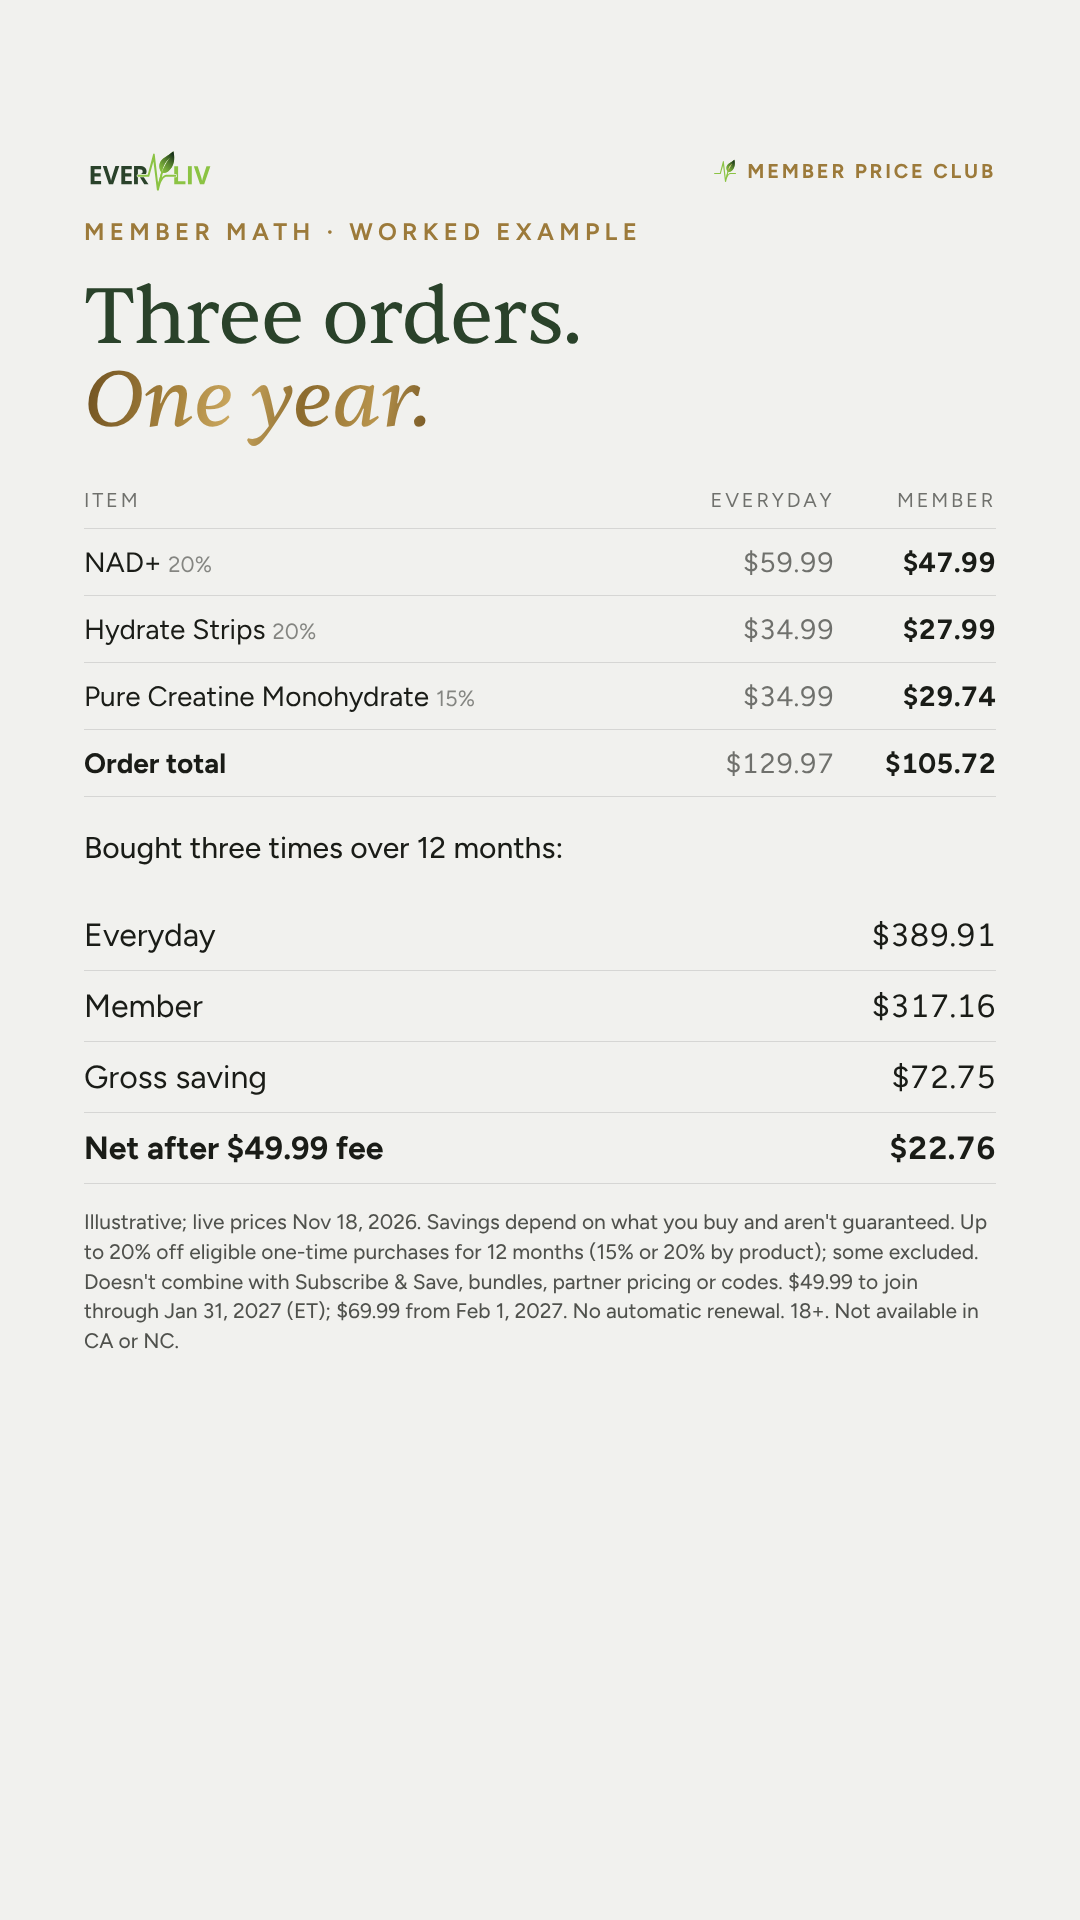 EVERLIV
MEMBER PRICE CLUB
MEMBER MATH · WORKED EXAMPLE
Three orders.
One year.
ITEM EVERYDAY MEMBER
NAD+ 20% $59.99 $47.99
Hydrate Strips 20% $34.99 $27.99
Pure Creatine Monohydrate 15% $34.99 $29.74
Order total $129.97 $105.72
Bought three times over 12 months:
Everyday $389.91
Member $317.16
Gross saving $72.75
Net after $49.99 fee $22.76
Illustrative; live prices Nov 18, 2026. Savings depend on what you buy and aren't guaranteed. Up
to 20% off eligible one-time purchases for 12 months (15% or 20% by product); some excluded.
Doesn't combine with Subscribe & Save, bundles, partner pricing or codes. $49.99 to join
through Jan 31, 2027 (ET); $69.99 from Feb 1, 2027. No automatic renewal. 18+. Not available in
CA or NC.